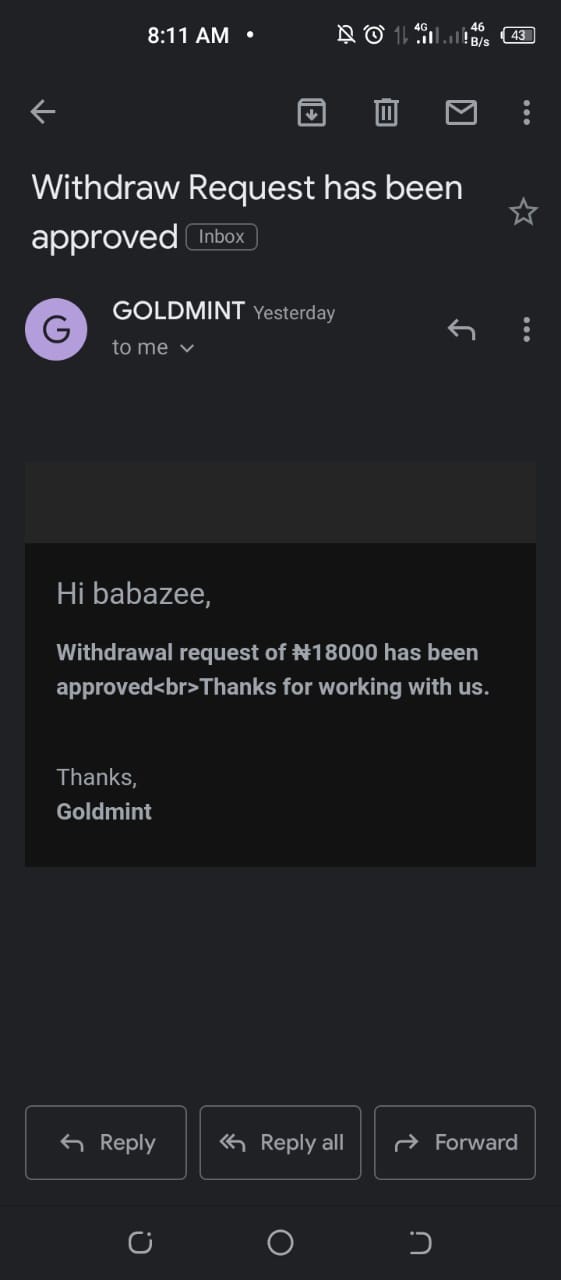 8:11 AM •
4G
46
B/s
43
Withdraw Request has been
approved Inbox
G
GOLDMINT Yesterday
to me
Hi babazee,
Withdrawal request of ₦18000 has been
approved<br>Thanks for working with us.
Thanks,
Goldmint
Reply
Reply all
Forward